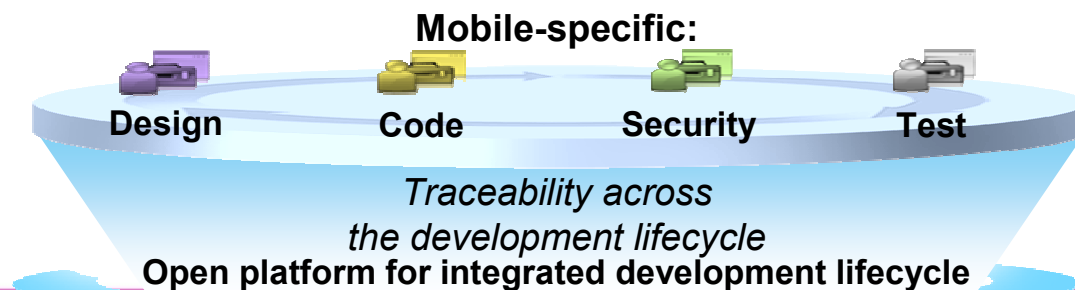 Mobile-specific:
Design Code Security Test
Traceability across
the development lifecycle
Open platform for integrated development lifecycle